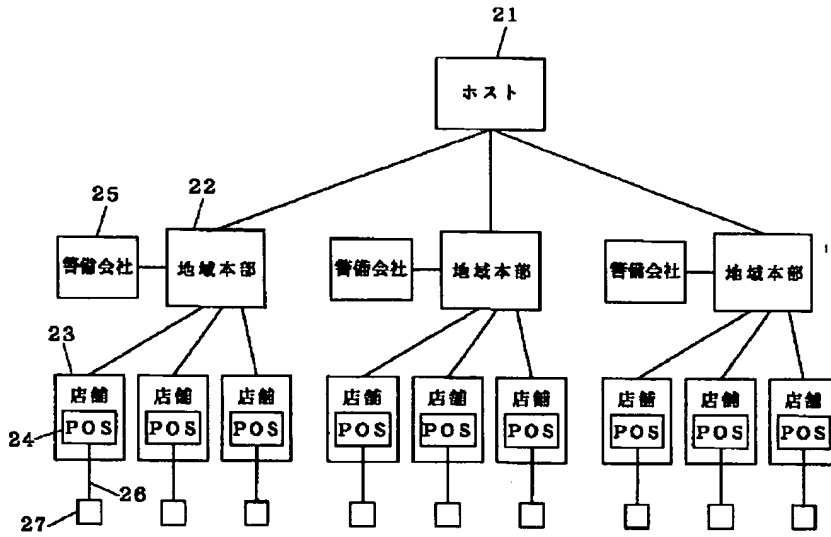 21
ホスト
25
22
警備会社
地域本部
警備会社
地域本部
警備会社
地域本部
23
店舗
店舗
店舗
店舗
店舗
店舗
店舗
店舗
店舗
24
POS
POS
POS
POS
POS
POS
POS
POS
POS
26
27